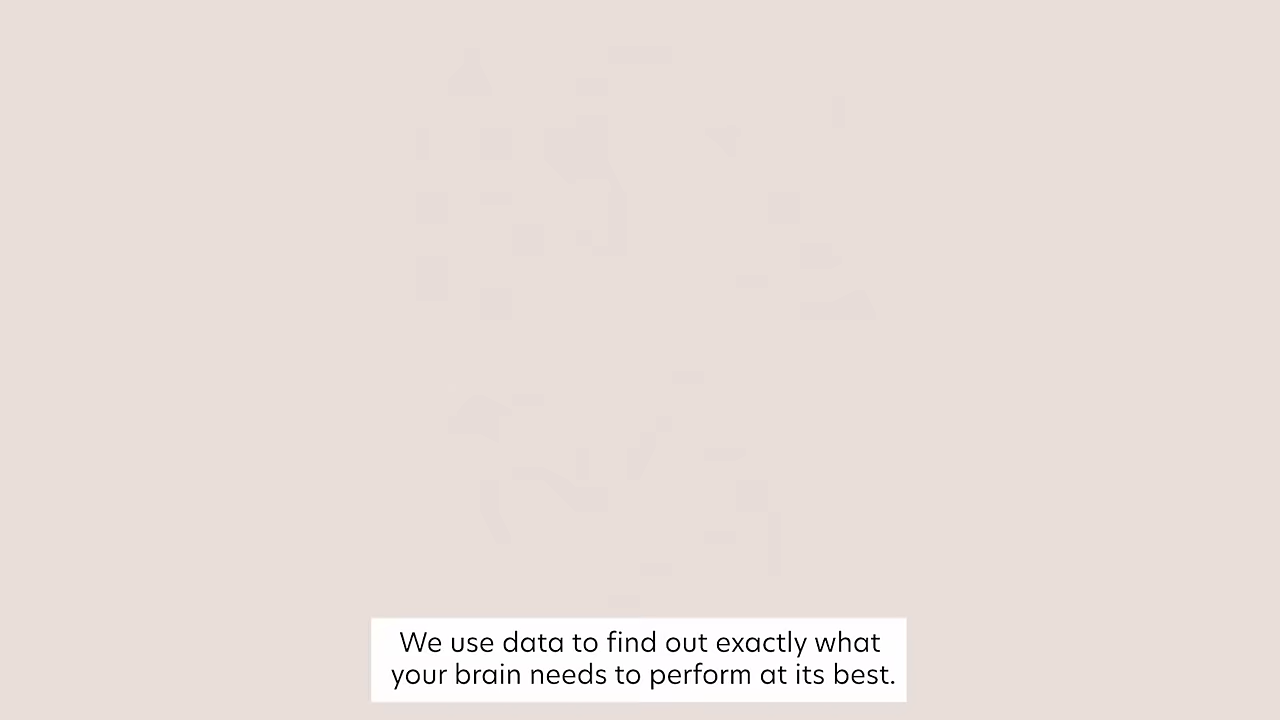 We use data to find out exactly what
your brain needs to perform at its best.